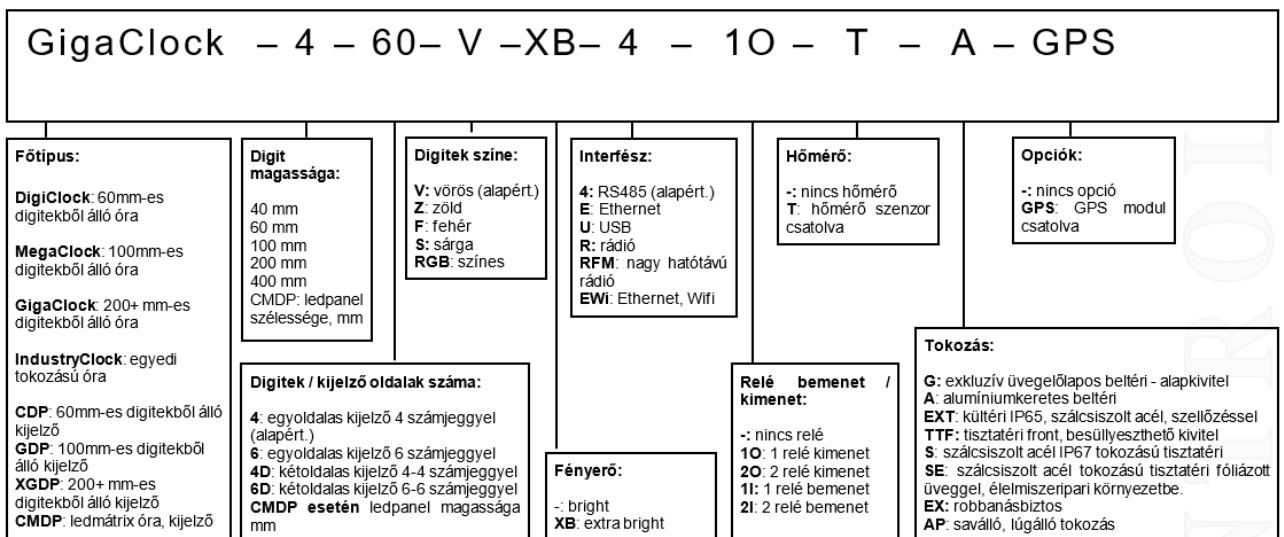 GigaClock – 4 – 60– V –XB– 4 – 1O – T – A – GPS
Főtípus:
DigiClock: 60mm-es
digitekből álló óra
MegaClock: 100mm-es
digitekből álló óra
GigaClock: 200+ mm-es
digitekből álló óra
IndustryClock: egyedi
tokozású óra
CDP: 60mm-es digitekből álló
kijelző
GDP: 100mm-es digitekből
álló kijelző
XGDP: 200+ mm-es
digitekből álló kijelző
CMDP: ledmátrix óra, kijelző
Digit
magassága:
40 mm
60 mm
100 mm
200 mm
400 mm
CMDP: ledpanel
szélessége, mm
Digitek / kijelző oldalak száma:
4: egyoldalas kijelző 4 számjeggyel
(alapért.)
6: egyoldalas kijelző 6 számjeggyel
4D: kétoldalas kijelző 4-4 számjeggyel
6D: kétoldalas kijelző 6-6 számjeggyel
CMDP esetén ledpanel magassága
mm
Digitek színe:
V: vörös (alapért.)
Z: zöld
F: fehér
S: sárga
RGB: színes
Fényerő:
-: bright
XB: extra bright
Interfész:
4: RS485 (alapért.)
E: Ethernet
U: USB
R: rádió
RFM: nagy hatótávú
rádió
EWi: Ethernet, Wifi
Relé bemenet /
kimenet:
-: nincs relé
1O: 1 relé kimenet
2O: 2 relé kimenet
1I: 1 relé bemenet
2I: 2 relé bemenet
Hőmérő:
-: nincs hőmérő
T: hőmérő szenzor
csatolva
Tokozás:
G: exkluzív üvegelőlapos beltéri - alapkivitel
A: alumíniumkeretes beltéri
EXT: kültéri IP65, szálcsiszolt acél, szellőzéssel
TTF: tisztatéri front, besüllyeszthető kivitel
S: szálcsiszolt acél IP67 tokozású tisztatéri
SE: szálcsiszolt acél tokozású tisztatéri fóliázott
üveggel, élelmiszeripari környezetbe.
EX: robbanásbiztos
AP: saválló, lúgálló tokozás
Opciók:
-: nincs opció
GPS: GPS modul
csatolva